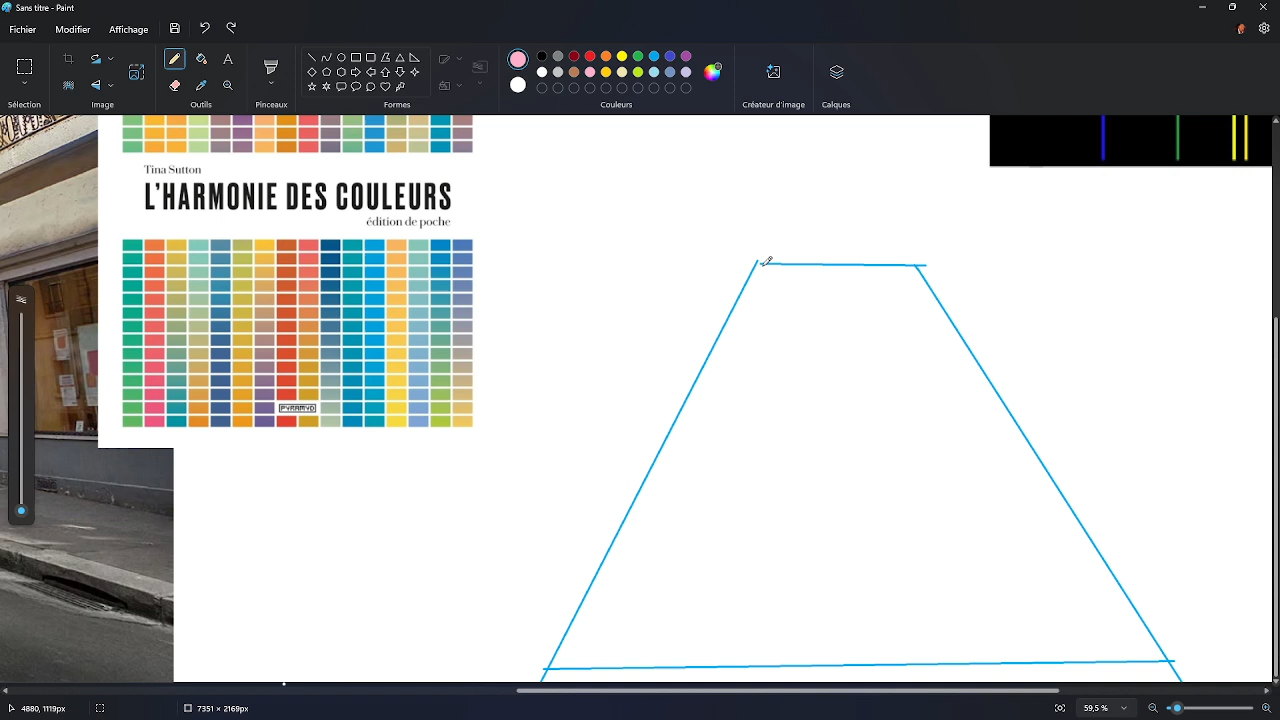 Sans titre - Paint
Fichier Modifier Affichage
Sélection Image Outils Pinceaux Formes Couleurs Créateur d'image Calques
Tina Sutton
L'HARMONIE DES COULEURS
édition de poche
PYRAMYD
4880, 1119px 7351 × 2169px 59,5 %